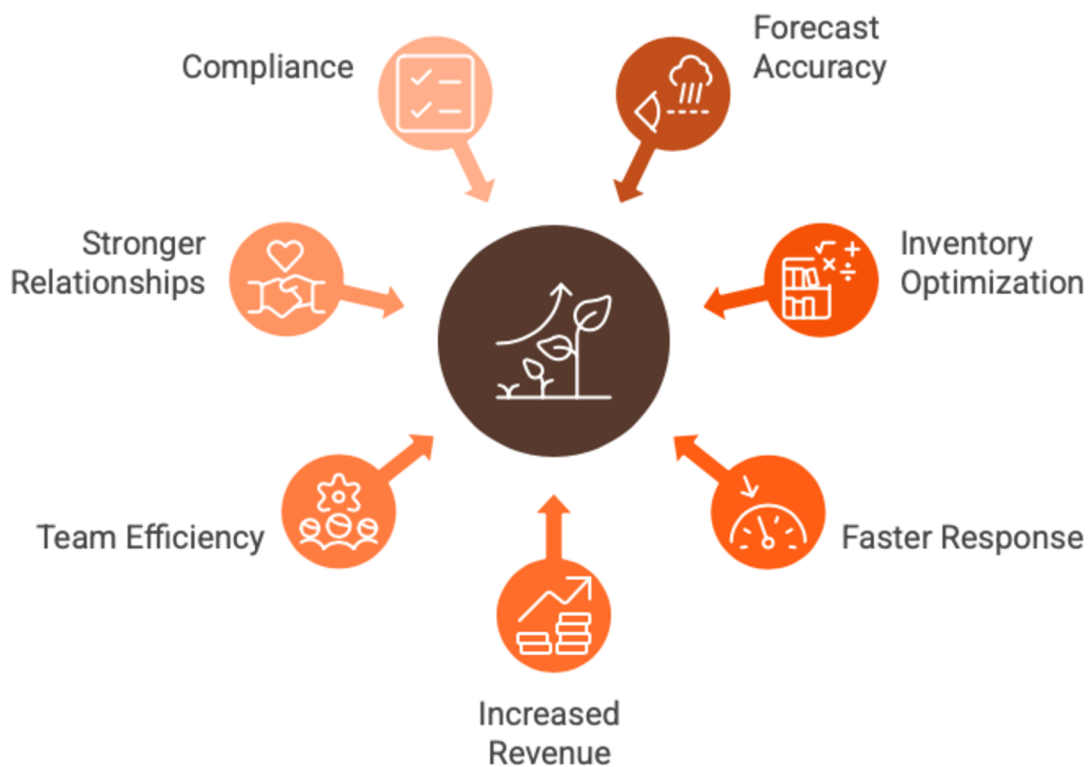 Forecast
Accuracy
Compliance
Stronger
Relationships
Inventory
Optimization
Team Efficiency
Faster Response
Increased
Revenue